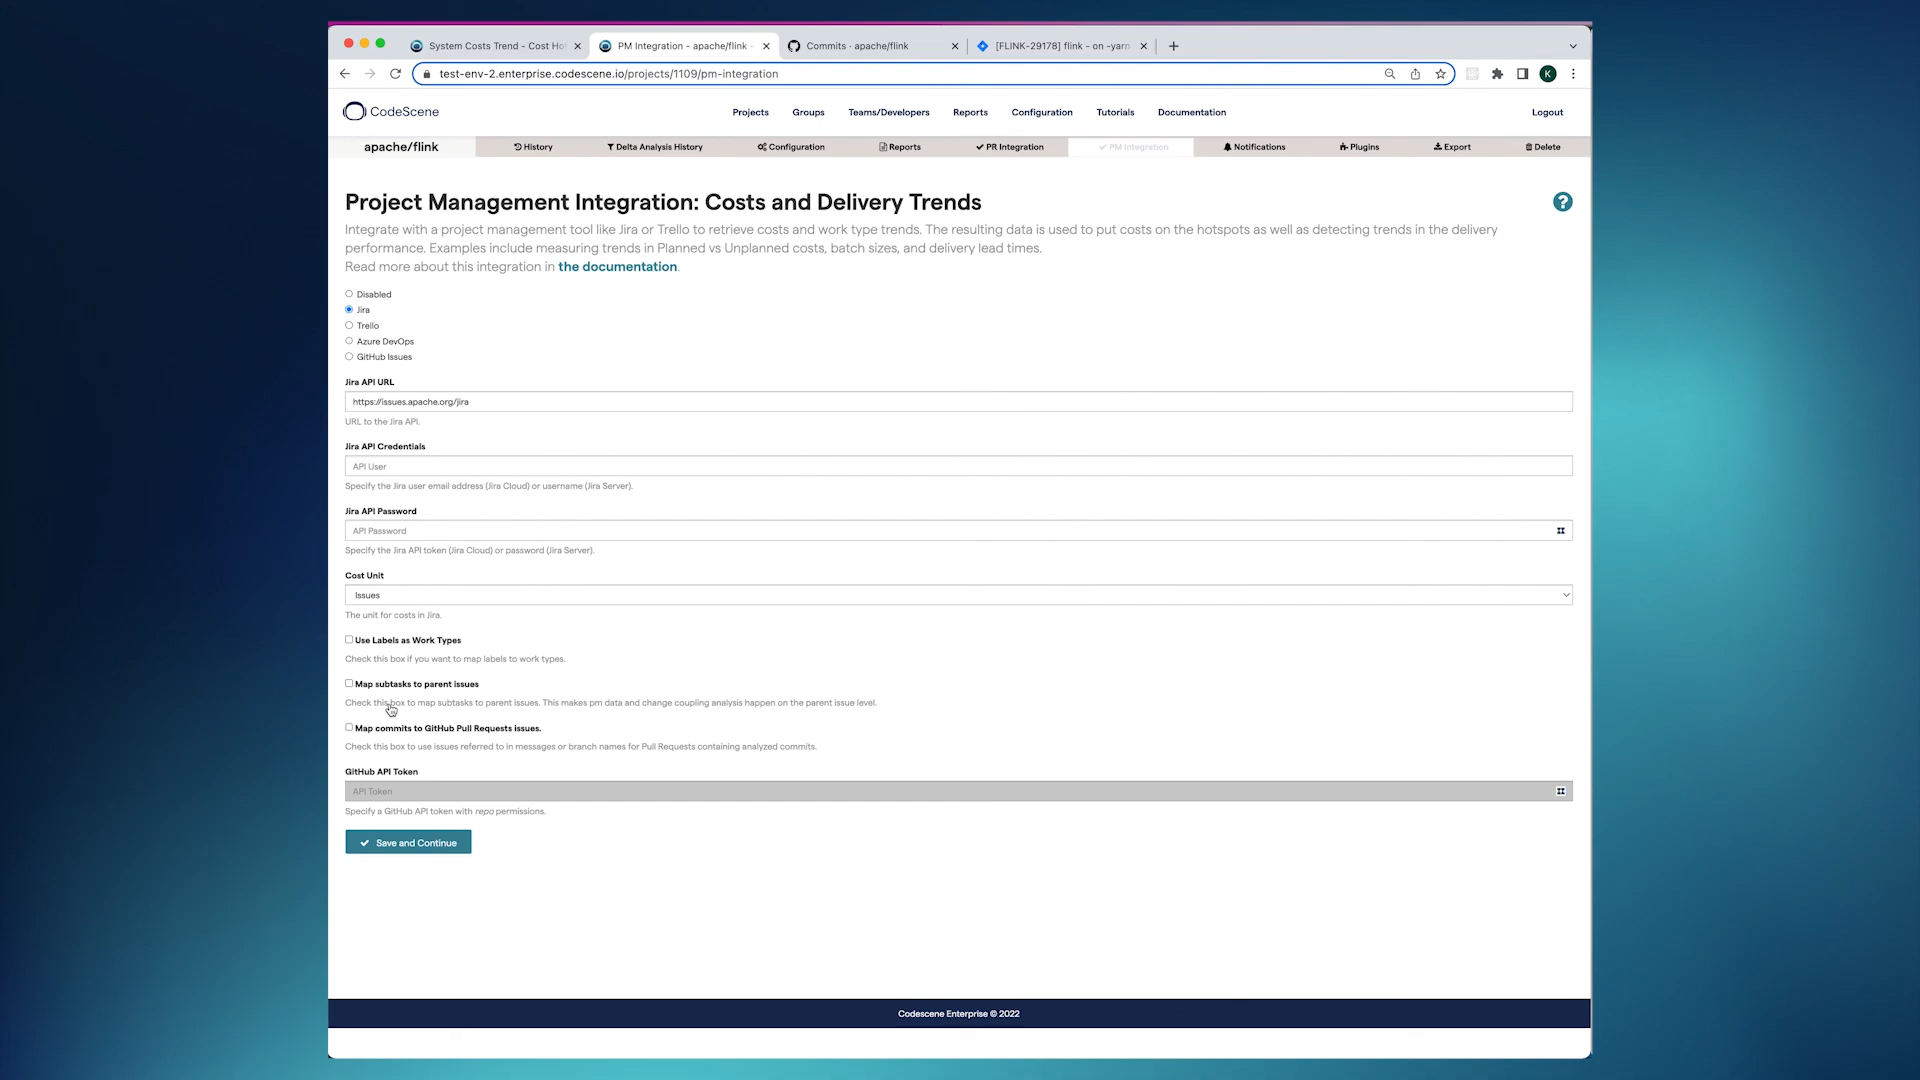 System Costs Trend - Cost Ho
PM Integration - apache/flink -
Commits · apache/flink
[FLINK-29178] flink - on -yarn
test-env-2.enterprise.codescene.io/projects/1109/pm-integration
K
CodeScene
Projects
Groups
Teams/Developers
Reports
Configuration
Tutorials
Documentation
Logout
apache/flink
History
Delta Analysis History
Configuration
Reports
PR Integration
PM Integration
Notifications
Plugins
Export
Delete
Project Management Integration: Costs and Delivery Trends
?
Integrate with a project management tool like Jira or Trello to retrieve costs and work type trends. The resulting data is used to put costs on the hotspots as well as detecting trends in the delivery
performance. Examples include measuring trends in Planned vs Unplanned costs, batch sizes, and delivery lead times.
Read more about this integration in the documentation.
Disabled
Jira
Trello
Azure DevOps
GitHub Issues
Jira API URL
https://issues.apache.org/jira
URL to the Jira API.
Jira API Credentials
API User
Specify the Jira user email address (Jira Cloud) or username (Jira Server).
Jira API Password
API Password
Specify the Jira API token (Jira Cloud) or password (Jira Server).
Cost Unit
Issues
The unit for costs in Jira.
Use Labels as Work Types
Check this box if you want to map labels to work types.
Map subtasks to parent issues
Check this box to map subtasks to parent issues. This makes pm data and change coupling analysis happen on the parent issue level.
Map commits to GitHub Pull Requests issues.
Check this box to use issues referred to in messages or branch names for Pull Requests containing analyzed commits.
GitHub API Token
API Token
Specify a GitHub API token with repo permissions.
Save and Continue
Codescene Enterprise © 2022